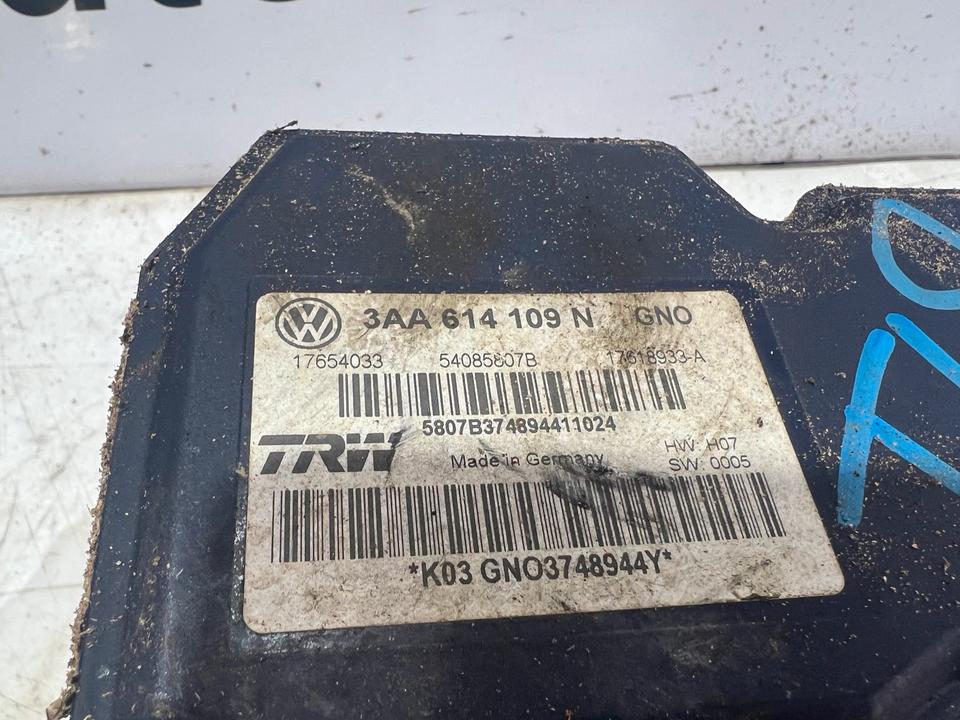 3AA 614 109 N GNO
17654033 54085807B 17618933-A
5807B374894411024
TRW Made in Germany HW H07
SW 0005
*K03 GNO3748944Y*